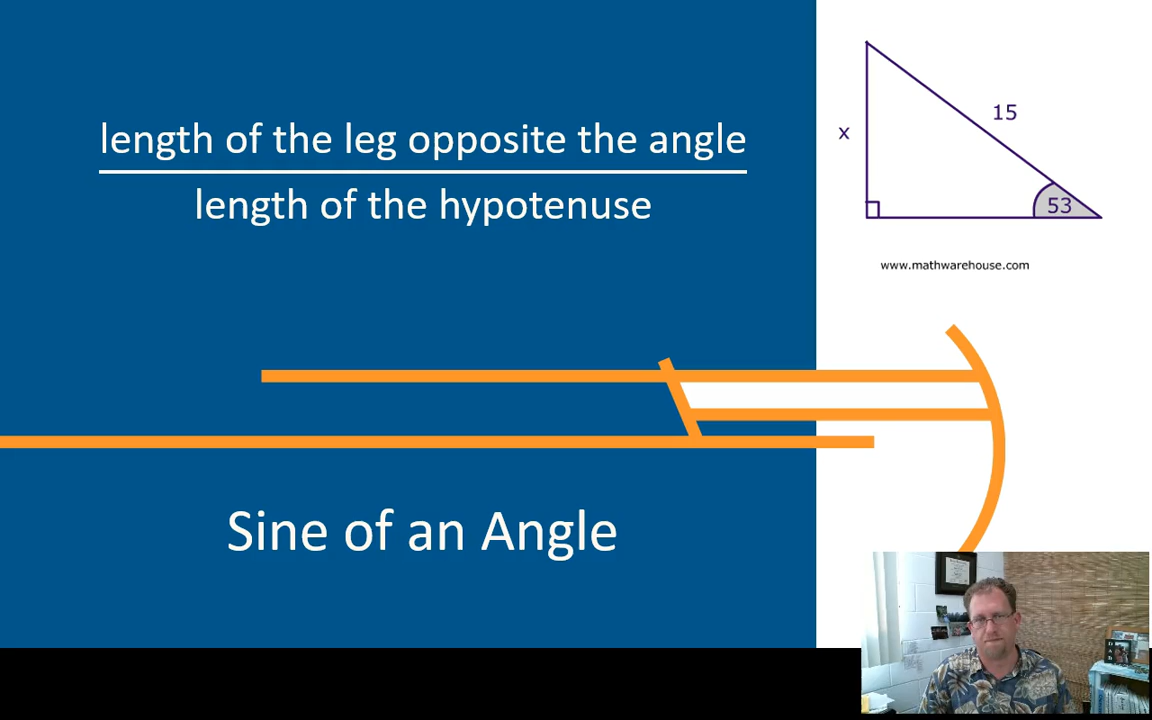 length of the leg opposite the angle
length of the hypotenuse
x
15
53
www.mathwarehouse.com
Sine of an Angle